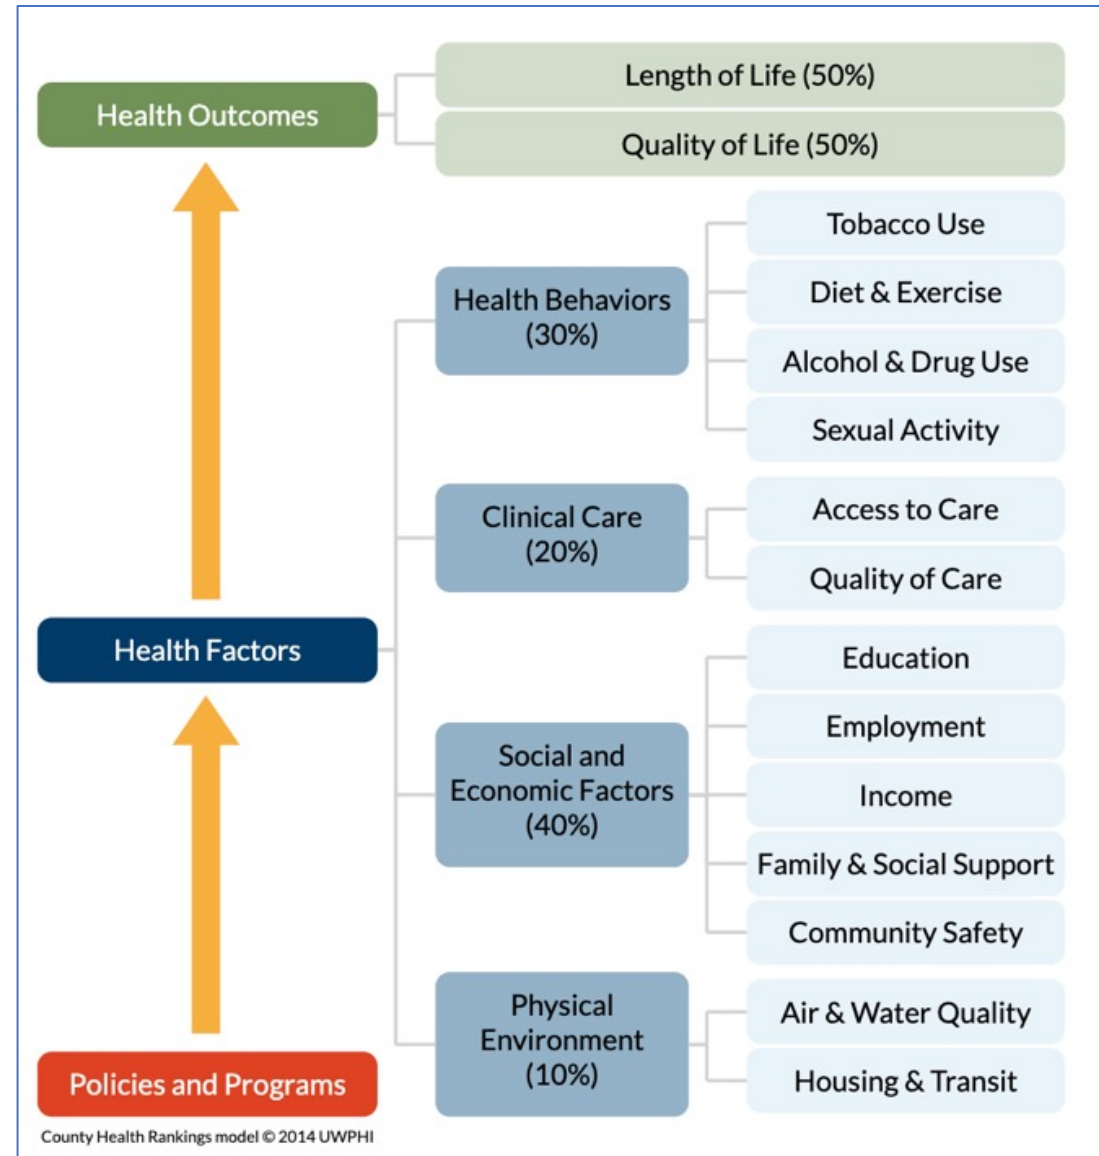 Health Outcomes
Length of Life (50%)
Quality of Life (50%)
Health Factors
Health Behaviors
(30%)
Tobacco Use
Diet & Exercise
Alcohol & Drug Use
Sexual Activity
Clinical Care
(20%)
Access to Care
Quality of Care
Social and
Economic Factors
(40%)
Education
Employment
Income
Family & Social Support
Community Safety
Physical
Environment
(10%)
Air & Water Quality
Housing & Transit
Policies and Programs
County Health Rankings model © 2014 UWPHI